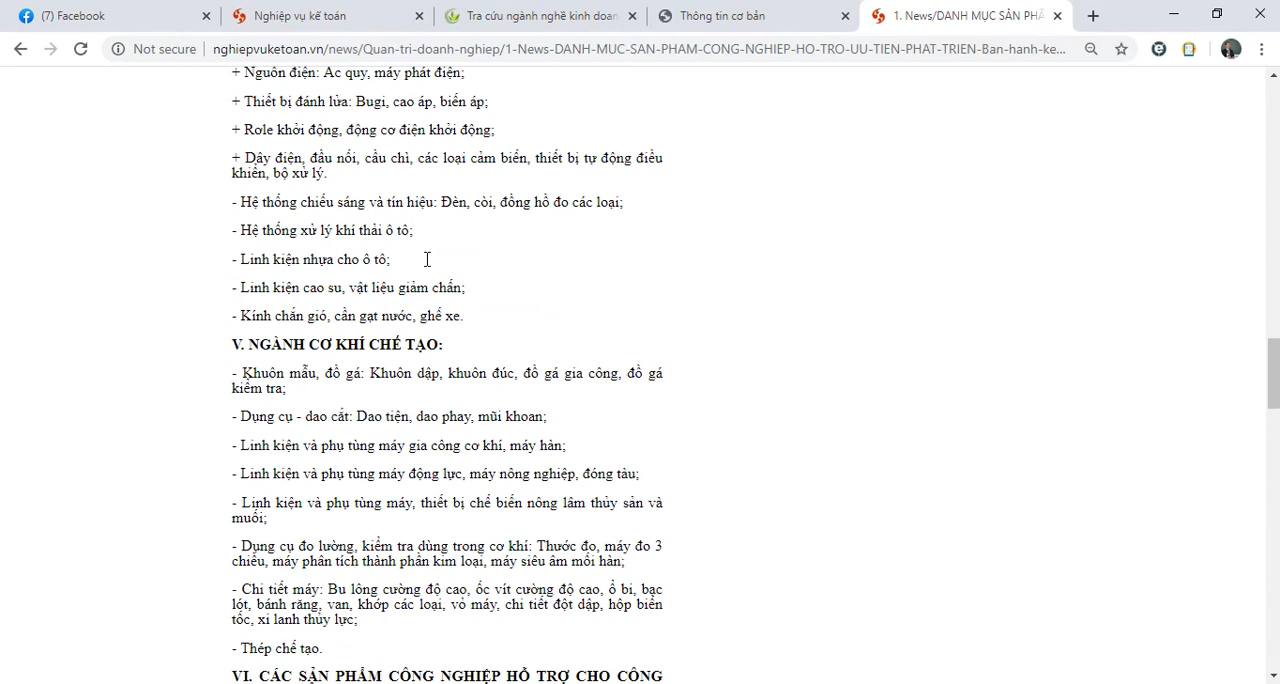 (7) Facebook
Nghiệp vụ kế toán
Tra cứu ngành nghề kinh doan
Thông tin cơ bản
1. News/DANH MỤC SẢN PHẨ
Not secure
nghiepvuketoan.vn/news/Quan-tri-doanh-nghiep/1-News-DANH-MUC-SAN-PHAM-CONG-NGHIEP-HO-TRO-UU-TIEN-PHAT-TRIEN-Ban-hanh-ke...
+ Nguồn điện: Ắc quy, máy phát điện;
+ Thiết bị đánh lửa: Bugi, cao áp, biến áp;
+ Rơle khởi động, động cơ điện khởi động;
+ Dây điện, đầu nối, cầu chì, các loại cảm biến, thiết bị tự động điều
khiển, bộ xử lý.
- Hệ thống chiếu sáng và tín hiệu: Đèn, còi, đồng hồ đo các loại;
- Hệ thống xử lý khí thải ô tô;
- Linh kiện nhựa cho ô tô;
- Linh kiện cao su, vật liệu giảm chấn;
- Kính chắn gió, cần gạt nước, ghế xe.
V. NGÀNH CƠ KHÍ CHẾ TẠO:
- Khuôn mẫu, đồ gá: Khuôn dập, khuôn đúc, đồ gá gia công, đồ gá
kiểm tra;
- Dụng cụ - dao cắt: Dao tiện, dao phay, mũi khoan;
- Linh kiện và phụ tùng máy gia công cơ khí, máy hàn;
- Linh kiện và phụ tùng máy động lực, máy nông nghiệp, đóng tàu;
- Linh kiện và phụ tùng máy, thiết bị chế biến nông lâm thủy sản và
muối;
- Dụng cụ đo lường, kiểm tra dùng trong cơ khí: Thước đo, máy đo 3
chiều, máy phân tích thành phần kim loại, máy siêu âm mối hàn;
- Chi tiết máy: Bu lông cường độ cao, ốc vít cường độ cao, ổ bi, bạc
lót, bánh răng, van, khớp các loại, vỏ máy, chi tiết đột dập, hộp biến
tốc, xi lanh thủy lực;
- Thép chế tạo.
VI. CÁC SẢN PHẨM CÔNG NGHIỆP HỖ TRỢ CHO CÔNG